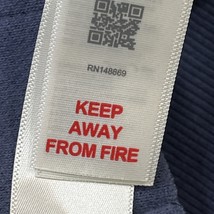 RN148669
KEEP
AWAY
FROM FIRE